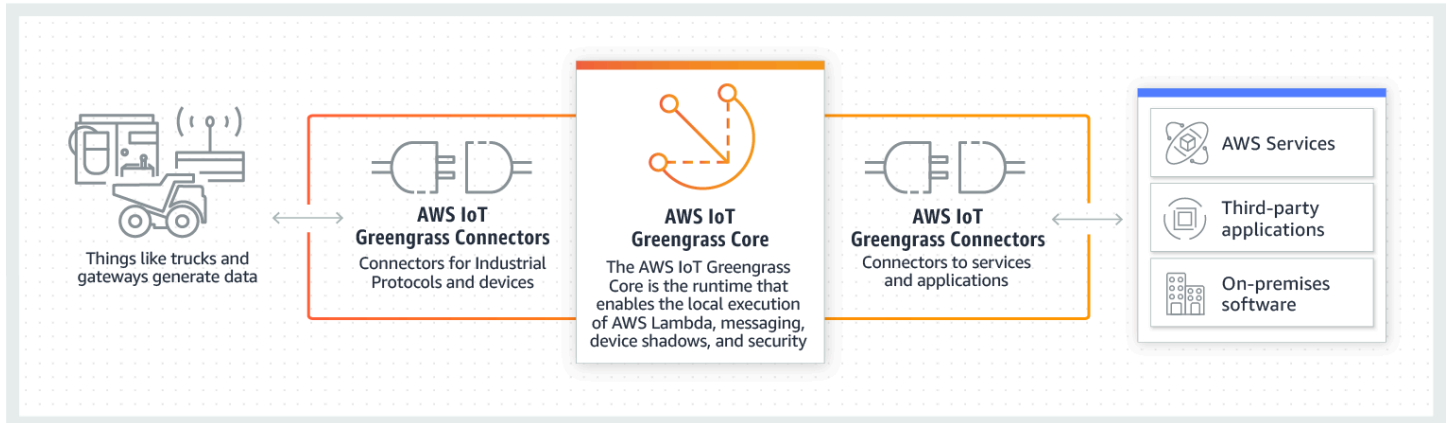 Things like trucks and
gateways generate data
AWS IoT
Greengrass Connectors
Connectors for Industrial
Protocols and devices
AWS IoT
Greengrass Core
The AWS IoT Greengrass
Core is the runtime that
enables the local execution
of AWS Lambda, messaging,
device shadows, and security
AWS IoT
Greengrass Connectors
Connectors to services
and applications
AWS Services
Third-party
applications
On-premises
software